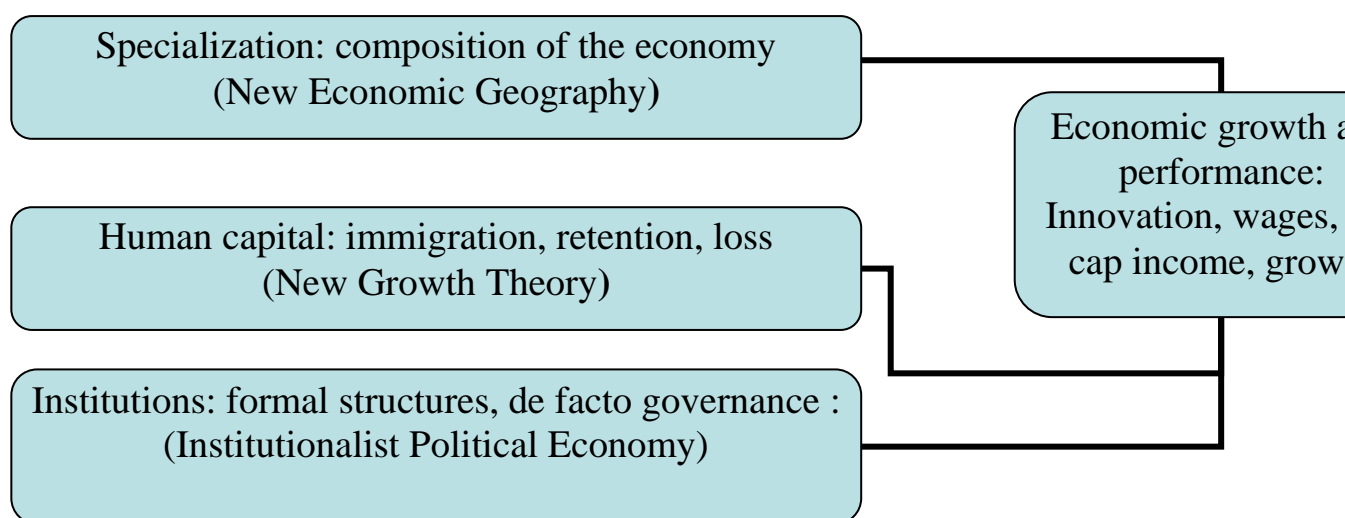 Specialization: composition of the economy
(New Economic Geography)
Human capital: immigration, retention, loss
(New Growth Theory)
Institutions: formal structures, de facto governance :
(Institutionalist Political Economy)
Economic growth
performance:
Innovation, wages,
cap income,